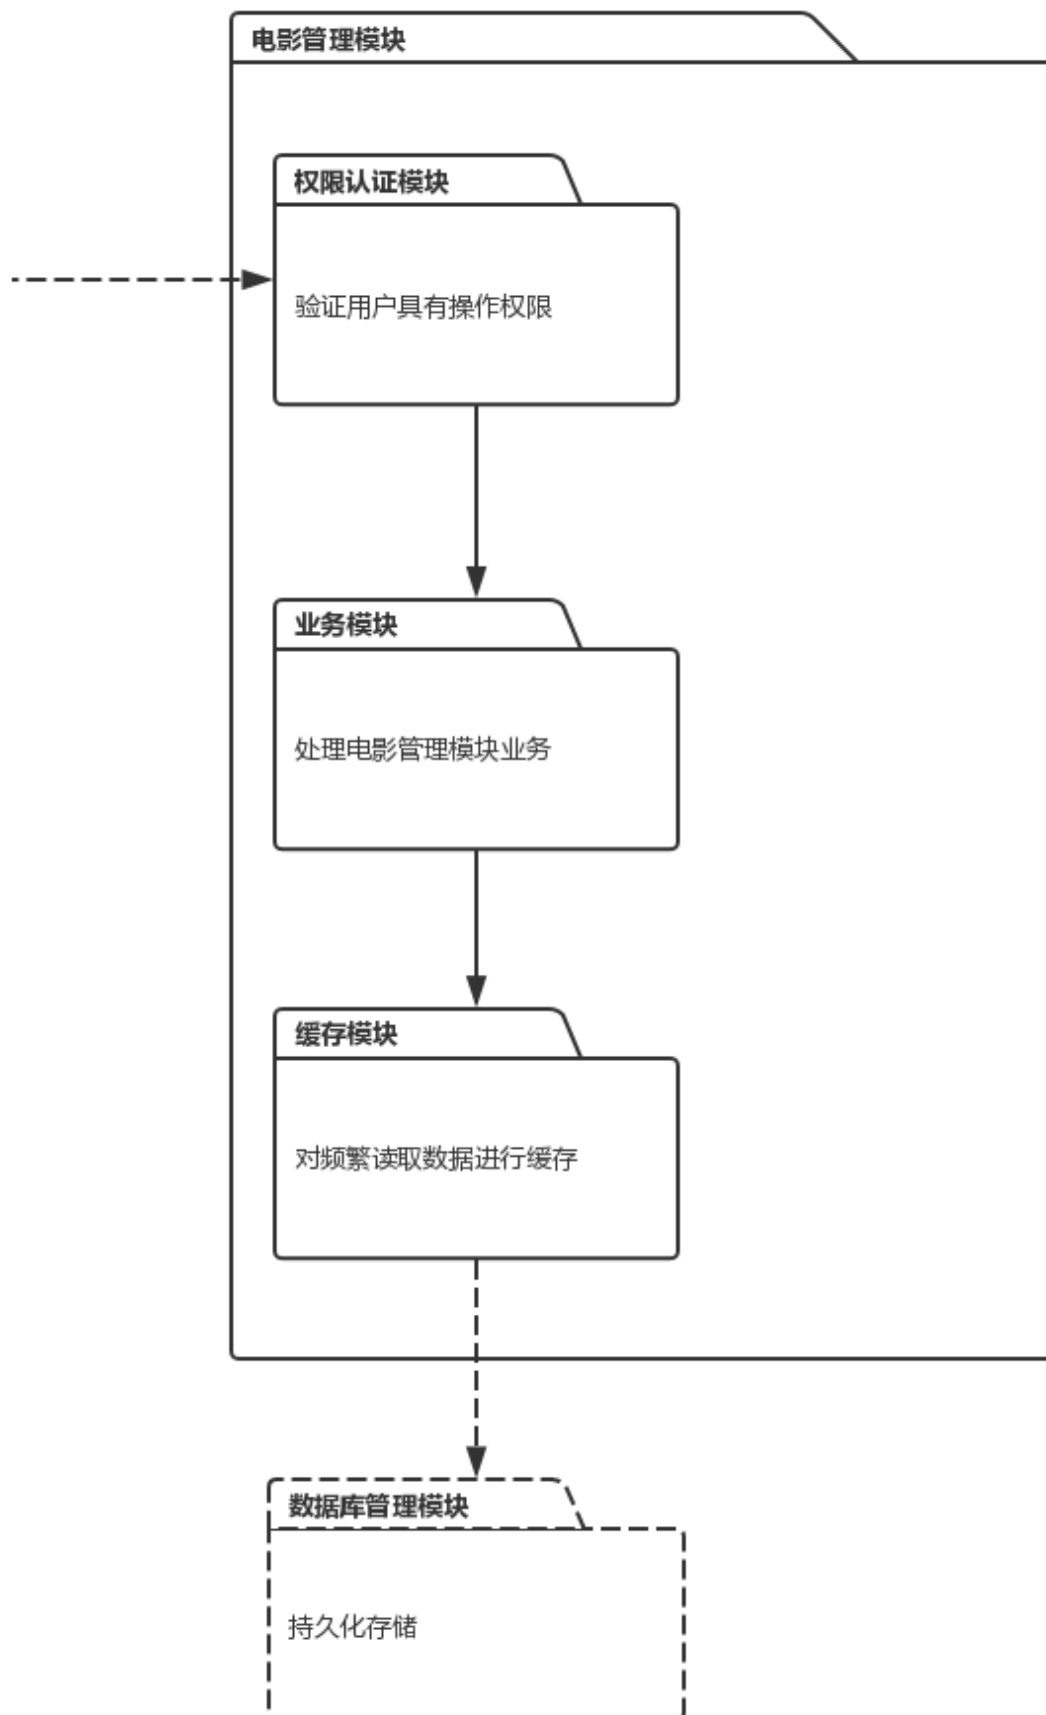 电影管理模块
权限认证模块
验证用户具有操作权限
业务模块
处理电影管理模块业务
缓存模块
对频繁读取数据进行缓存
数据库管理模块
持久化存储